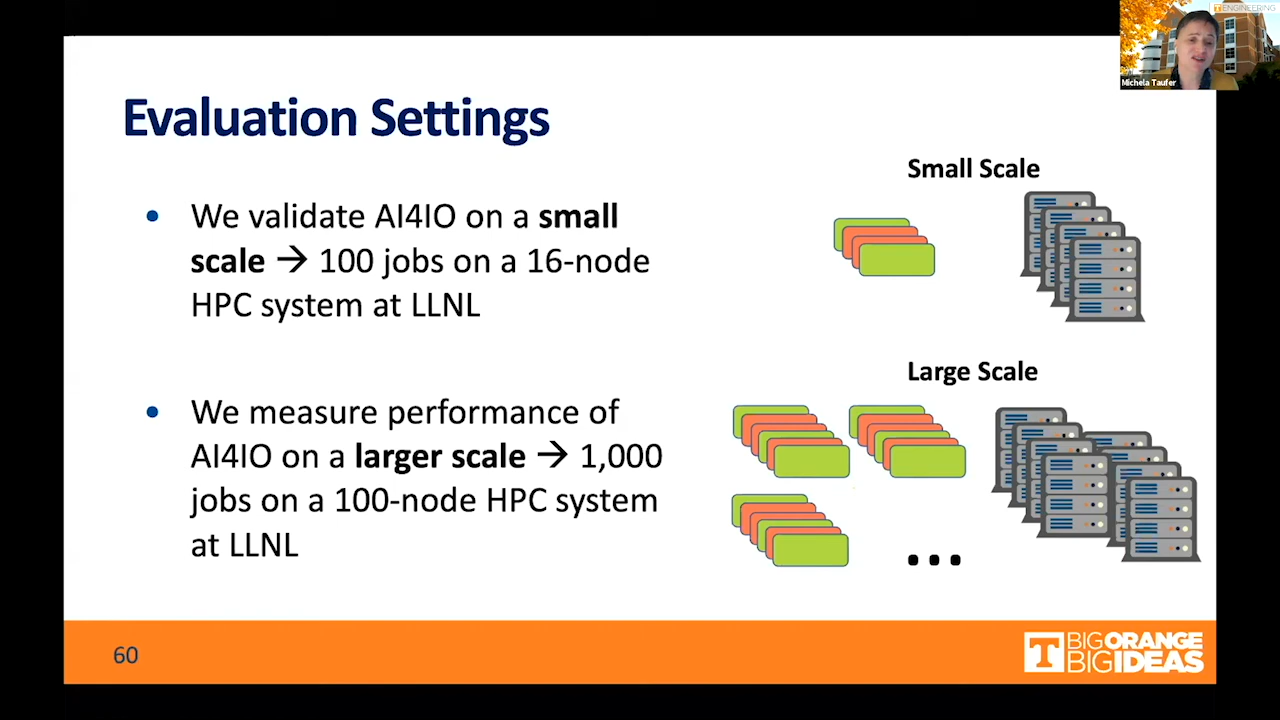 ENGINEERING
Michela Taufer
Evaluation Settings
• We validate AI4IO on a small
scale → 100 jobs on a 16-node
HPC system at LLNL
• We measure performance of
AI4IO on a larger scale → 1,000
jobs on a 100-node HPC system
at LLNL
Small Scale
Large Scale
...
60
T BIG ORANGE
BIG IDEAS